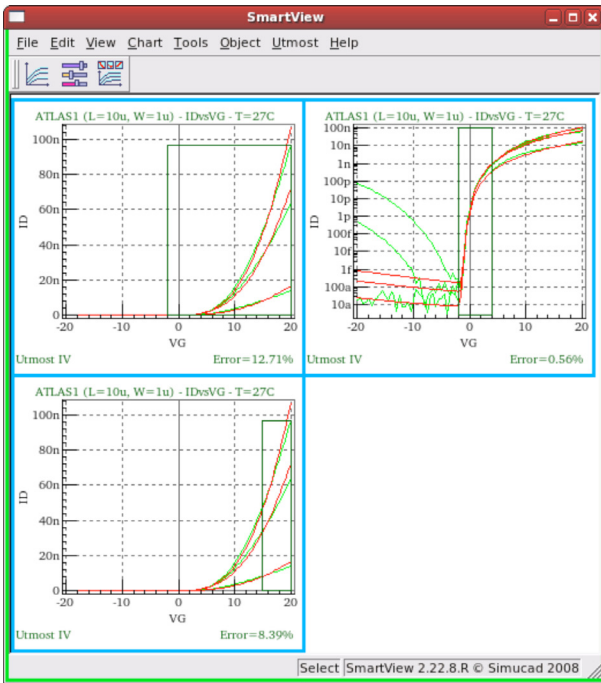 SmartView
File Edit View Chart Tools Object Utmost Help
ATLAS1 (L=10u, W=1u) - IDvsVG - T=27C
100n
80n
60n
40n
20n
0
ID
-20 -10 0 10 20
VG
Utmost IV Error=12.71%
ATLAS1 (L=10u, W=1u) - IDvsVG - T=27C
100n
10n
1n
100p
10p
1p
100f
10f
1f
100a
10a
ID
-20 -10 0 10 20
VG
Utmost IV Error=0.56%
ATLAS1 (L=10u, W=1u) - IDvsVG - T=27C
100n
80n
60n
40n
20n
0
ID
-20 -10 0 10 20
VG
Utmost IV Error=8.39%
Select SmartView 2.22.8.R © Simucad 2008